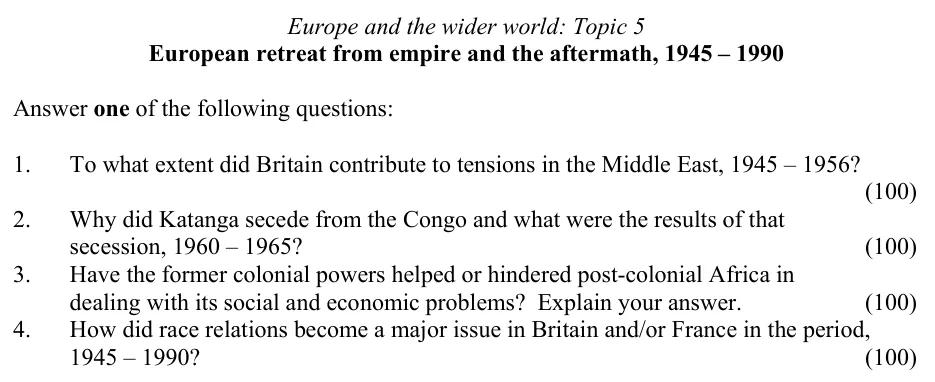 Europe and the wider world: Topic 5
European retreat from empire and the aftermath, 1945 – 1990
Answer one of the following questions:
1. To what extent did Britain contribute to tensions in the Middle East, 1945 – 1956?
(100)
2. Why did Katanga secede from the Congo and what were the results of that
secession, 1960 – 1965? (100)
3. Have the former colonial powers helped or hindered post-colonial Africa in
dealing with its social and economic problems? Explain your answer. (100)
4. How did race relations become a major issue in Britain and/or France in the period,
1945 – 1990? (100)